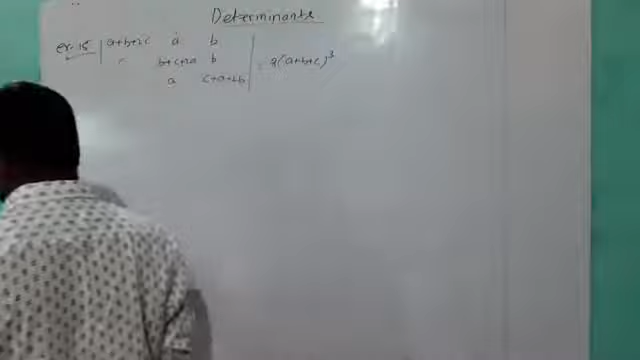 Determinants
ex. 15 | a+b+2c a b |
c b+c+2a b | = 2(a+b+c)³
a c+a+2b |